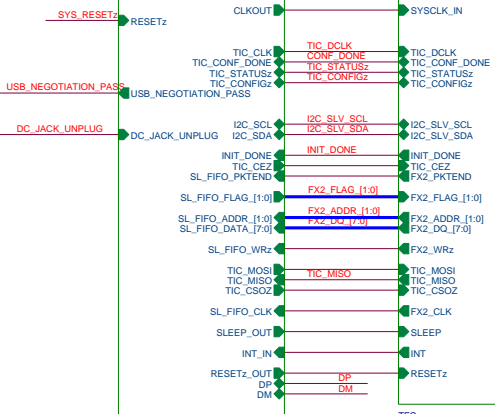 CLKOUT SYSCLK_IN
SYS_RESETz
RESETz
TIC_CLK TIC_DCLK TIC_DCLK
TIC_CONF_DONE CONF_DONE TIC_CONF_DONE
TIC_STATUSz TIC_STATUSz TIC_STATUSz
TIC_CONFIGz TIC_CONFIGz TIC_CONFIGz
USB_NEGOTIATION_PASS
USB_NEGOTIATION_PASS
I2C_SCL I2C_SLV_SCL I2C_SLV_SCL
DC_JACK_UNPLUG DC_JACK_UNPLUG I2C_SDA I2C_SLV_SDA I2C_SLV_SDA
INIT_DONE INIT_DONE INIT_DONE
TIC_CEZ TIC_CEZ
SL_FIFO_PKTEND FX2_PKTEND
SL_FIFO_FLAG_[1:0] FX2_FLAG_[1:0] FX2_FLAG_[1:0]
SL_FIFO_ADDR_[1:0] FX2_ADDR_[1:0] FX2_ADDR_[1:0]
SL_FIFO_DATA_[7:0] FX2_DQ_[7:0] FX2_DQ_[7:0]
SL_FIFO_WRz FX2_WRz
TIC_MOSI TIC_MOSI
TIC_MISO TIC_MISO TIC_MISO
TIC_CSOZ TIC_CSOZ
SL_FIFO_CLK FX2_CLK
SLEEP_OUT SLEEP
INT_IN INT
RESETz_OUT RESETz
DP DP
DM DM